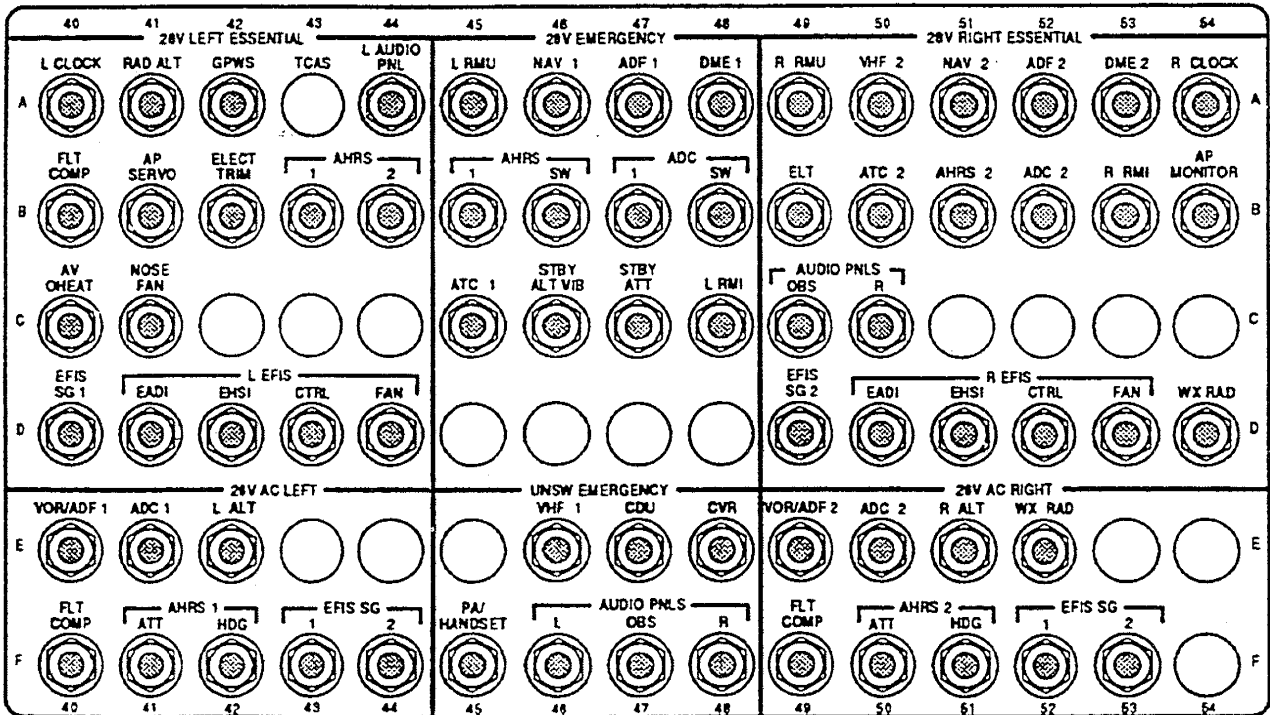 40 41 42 43 44 45 46 47 48 49 50 51 52 53 54
28V LEFT ESSENTIAL 28V EMERGENCY 28V RIGHT ESSENTIAL
L AUDIO
L CLOCK RAD ALT GPWS TCAS PNL L RMU NAV 1 ADF 1 DME 1 R RMU VHF 2 NAV 2 ADF 2 DME 2 R CLOCK
A A
FLT AP ELECT AHRS AHRS ADC AP
COMP SERVO TRIM 1 2 1 SW 1 SW ELT ATC 2 AHRS 2 ADC 2 R RMI MONITOR
B B
AV NOSE STBY STBY AUDIO PNLS
OHEAT FAN ATC 1 ALT VIB ATT L RMI OBS R
C C
EFIS L EFIS EFIS R EFIS
SG 1 EADI EHSI CTRL FAN SG 2 EADI EHSI CTRL FAN WX RAD
D D
26V AC LEFT UNSW EMERGENCY 26V AC RIGHT
VOR/ADF 1 ADC 1 L ALT VHF 1 CDU CVR VOR/ADF 2 ADC 2 R ALT WX RAD
E E
FLT AHRS 1 EFIS SG PA/ AUDIO PNLS FLT AHRS 2 EFIS SG
COMP ATT HDG 1 2 HANDSET L OBS R COMP ATT HDG 1 2
F F
40 41 42 43 44 45 46 47 48 49 50 51 52 53 54